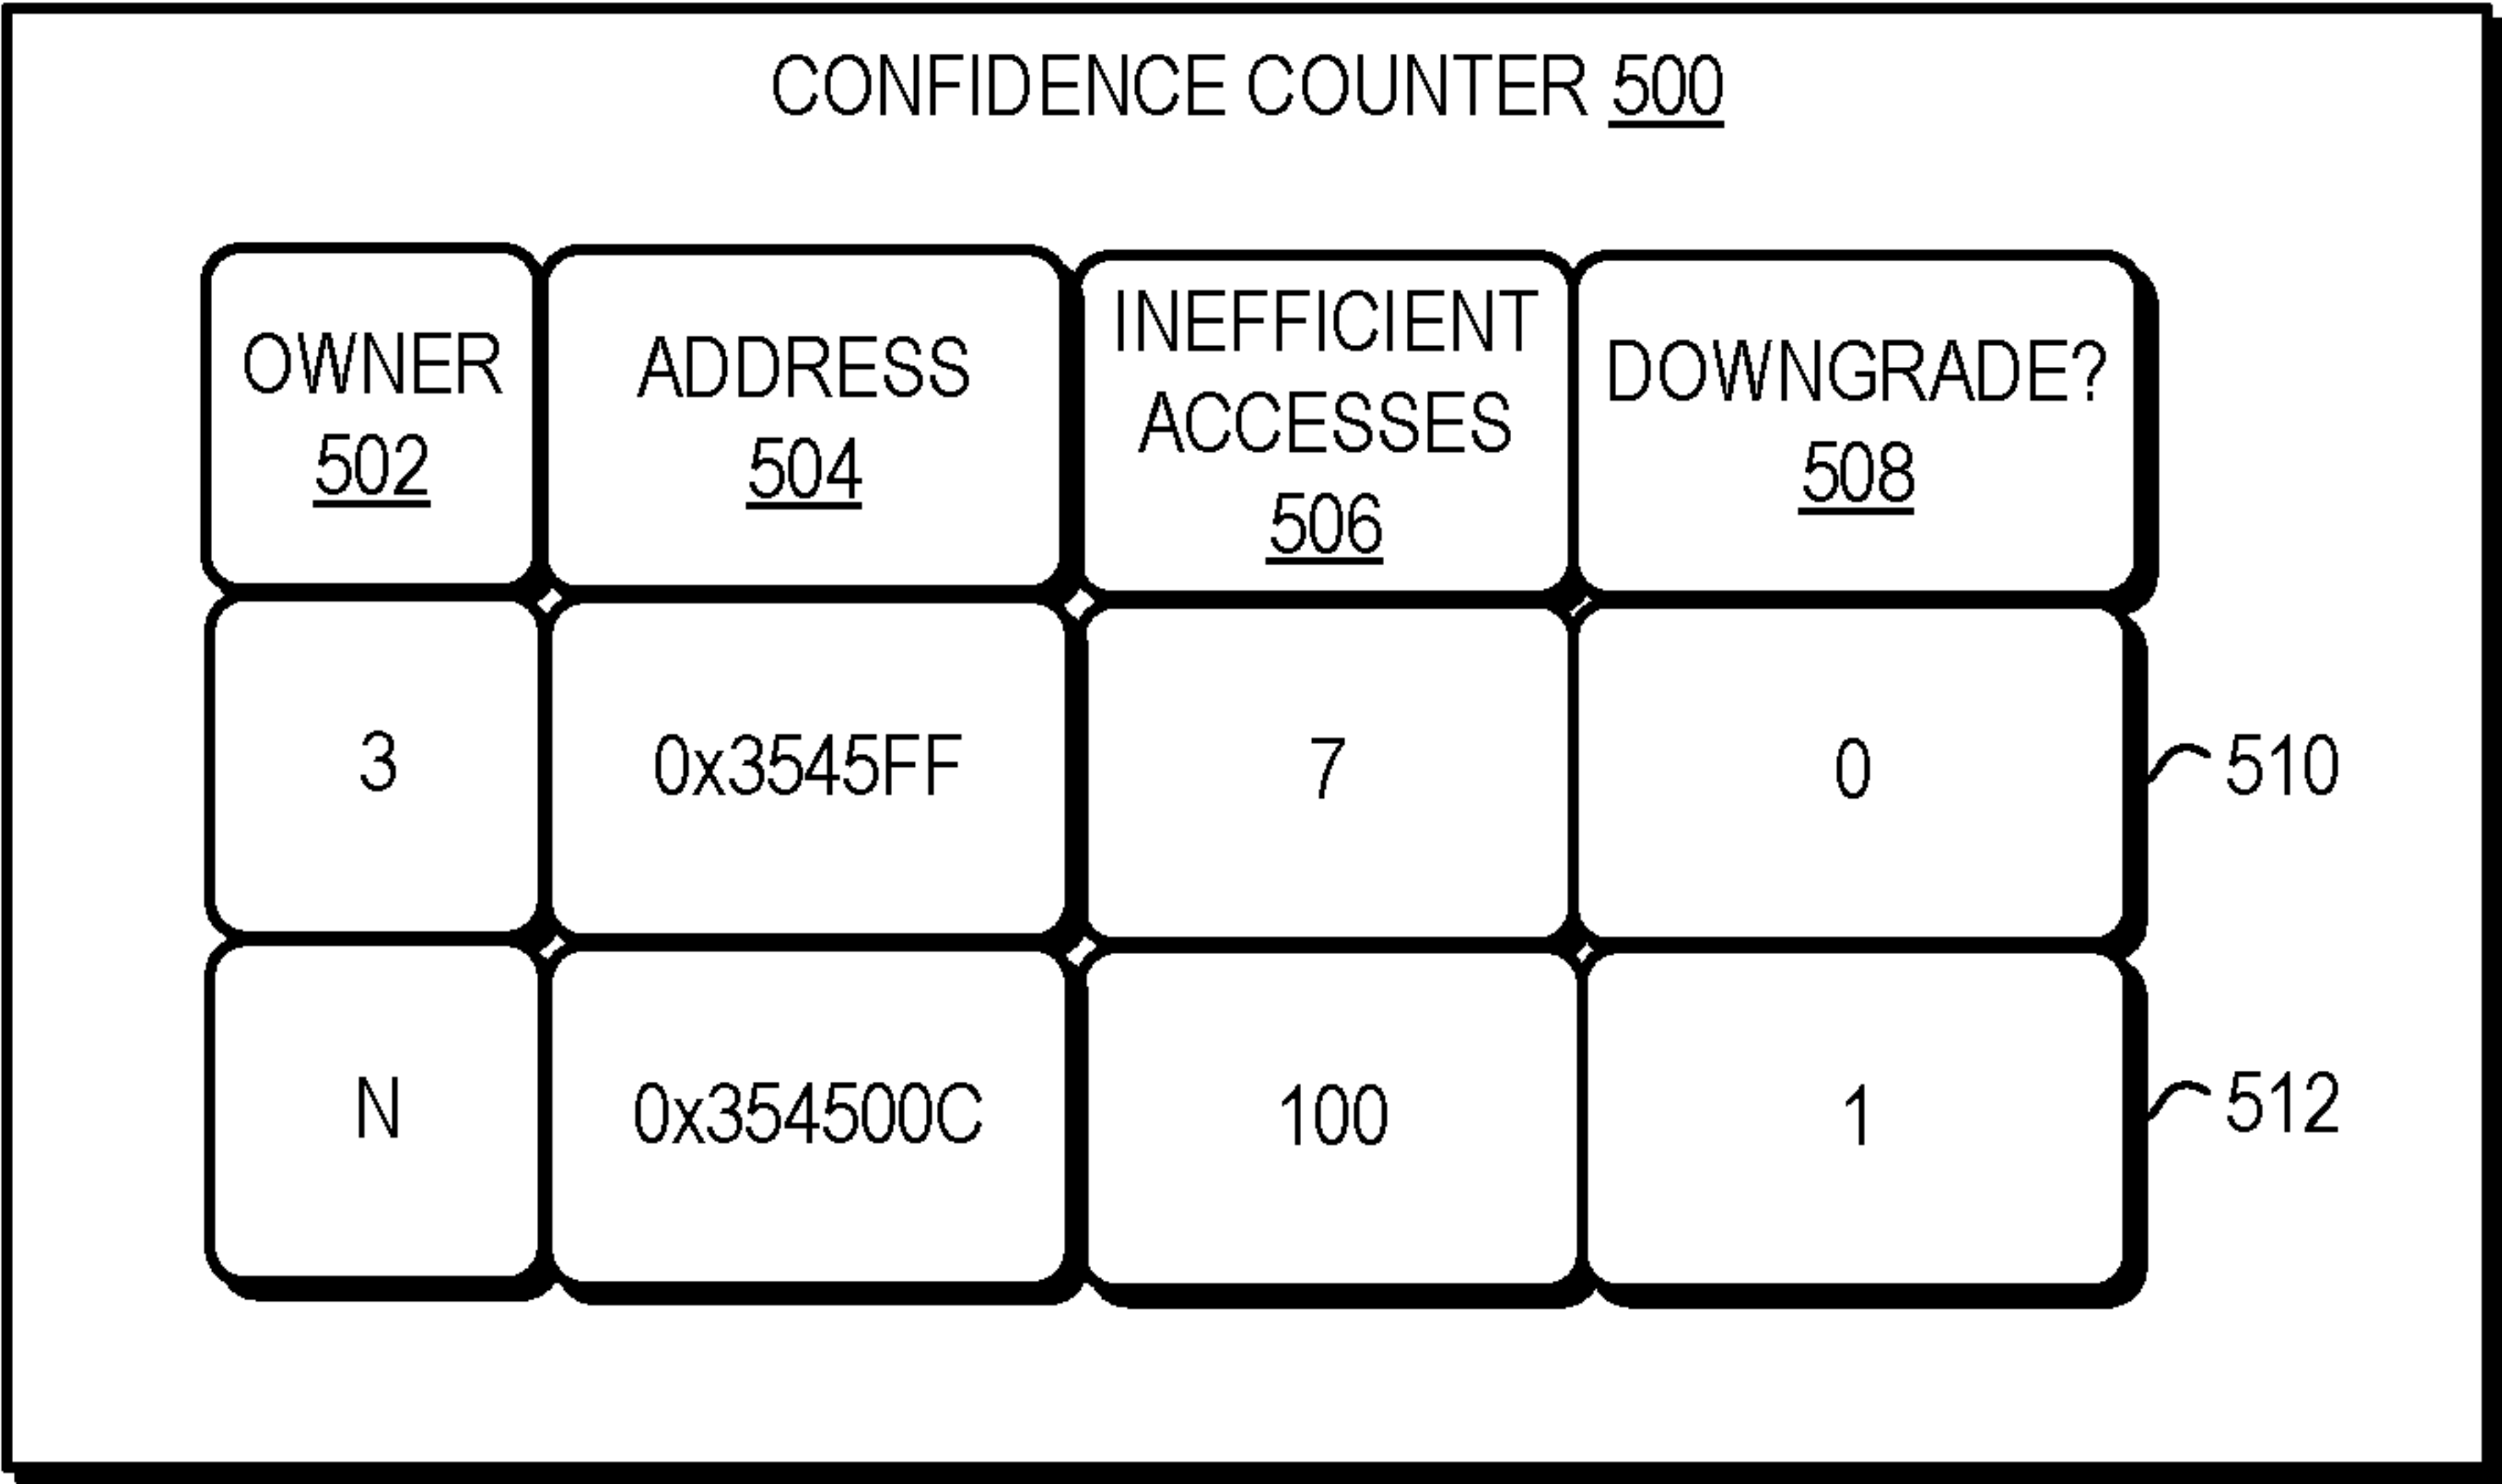 CONFIDENCE COUNTER 500
OWNER
502
ADDRESS
504
INEFFICIENT
ACCESSES
506
DOWNGRADE?
508
3
0x3545FF
7
0
510
N
0x354500C
100
1
512